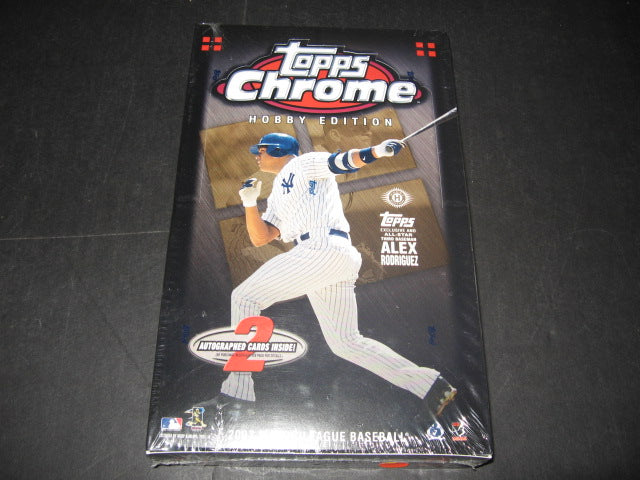 Topps
Chrome
HOBBY EDITION
NY
H
Topps
EXCLUSIVE AND
ALL-STAR
THIRD BASEMAN
ALEX
RODRIGUEZ
2
AUTOGRAPHED CARDS INSIDE!
LEAGUE BASEBALL